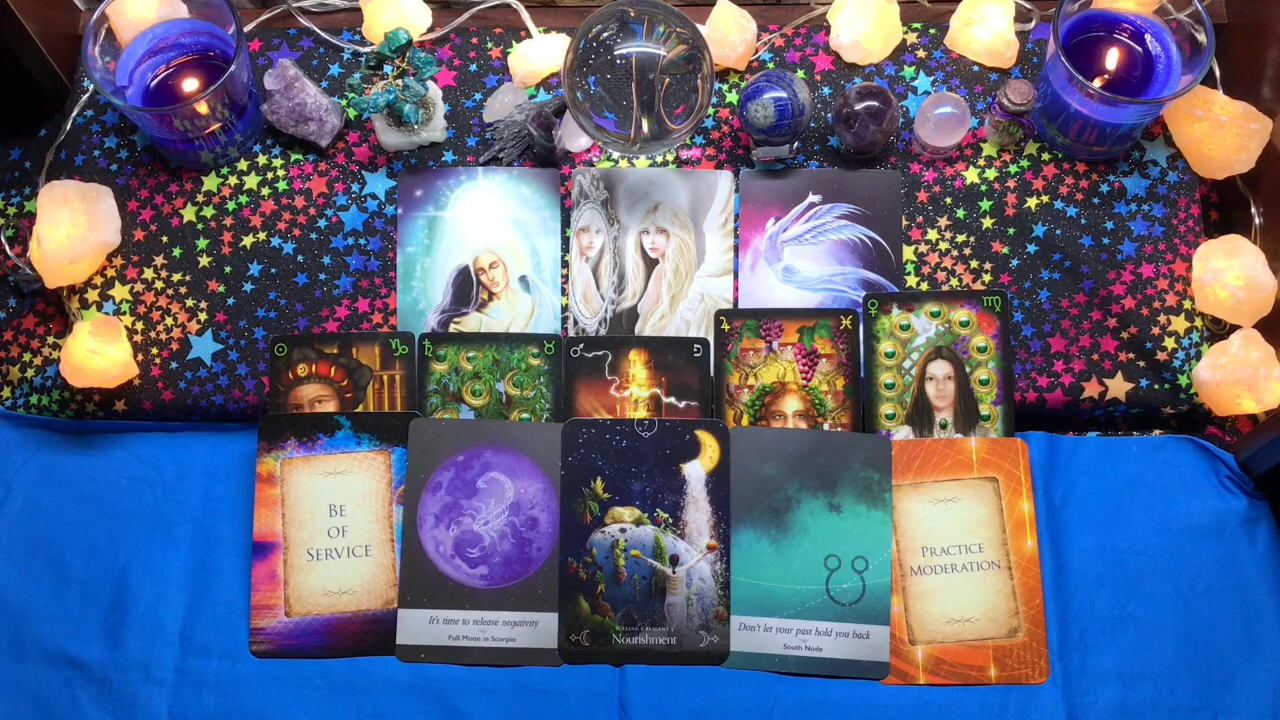 BE
OF
SERVICE
It's time to release negativity
Full Moon in Scorpio
7
WAXING CRESCENT'S
Nourishment
Don't let your past hold you back
South Node
PRACTICE
MODERATION